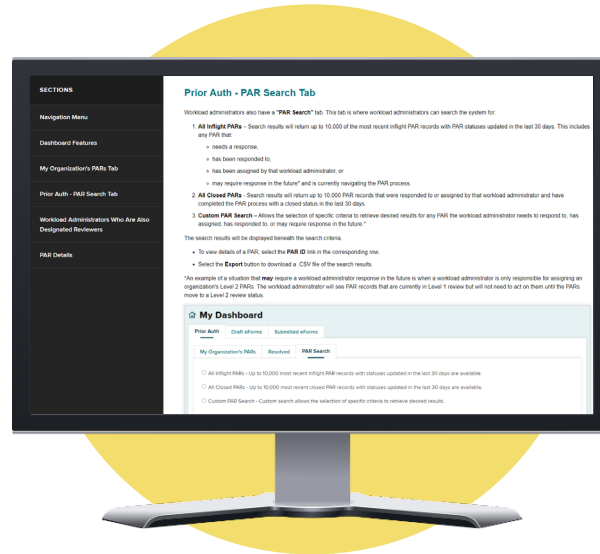 SECTIONS
Navigation Menu
Dashboard Features
My Organization's PARs Tab
Prior Auth - PAR Search Tab
Workload Administrators Who Are Also
Designated Reviewers
PAR Details
Prior Auth - PAR Search Tab
Workload administrators also have a "PAR Search" tab. This tab is where workload administrators can search the system for:
1. All Inflight PARs – Search results will return up to 10,000 of the most recent inflight PAR records with PAR statuses updated in the last 30 days. This includes
any PAR that:
needs a response,
has been responded to,
has been assigned by that workload administrator, or
may require response in the future* and is currently navigating the PAR process.
2. All Closed PARs - Search results will return up to 10,000 PAR records that were responded to or assigned by that workload administrator and have
completed the PAR process with a closed status in the last 30 days.
3. Custom PAR Search – Allows the selection of specific criteria to retrieve desired results for any PAR the workload administrator needs to respond to, has
assigned, has responded to, or may require response in the future.*
The search results will be displayed beneath the search criteria.
• To view details of a PAR, select the PAR ID link in the corresponding row.
• Select the Export button to download a .CSV file of the search results.
*An example of a situation that may require a workload administrator response in the future is when a workload administrator is only responsible for assigning an
organization's Level 2 PARs. The workload administrator will see PAR records that are currently in Level 1 review but will not need to act on them until the PARs
move to a Level 2 review status.
My Dashboard
Prior Auth Draft eForms Submitted eForms
My Organization's PARs Resolved PAR Search
All Inflight PARs - Up to 10,000 most recent inflight PAR records with statuses updated in the last 30 days are available.
All Closed PARs - Up to 10,000 most recent closed PAR records with statuses updated in the last 30 days are available.
Custom PAR Search - Custom search allows the selection of specific criteria to retrieve desired results.